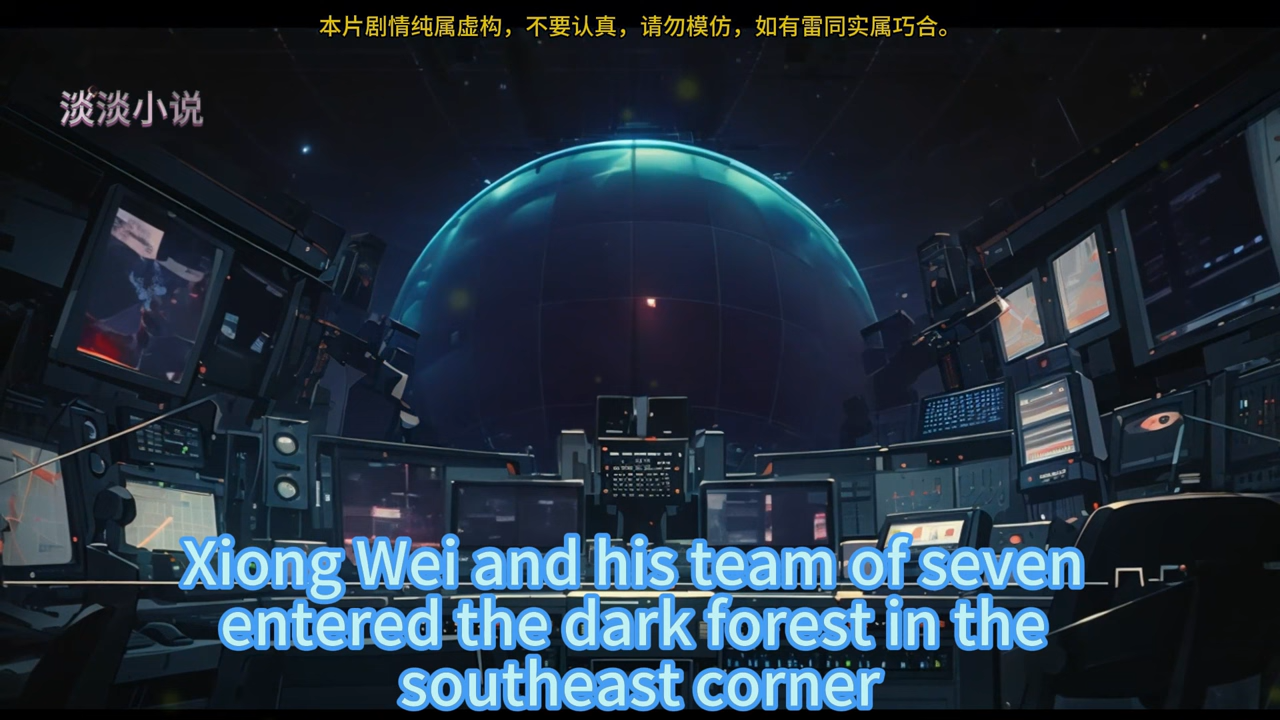 本片剧情纯属虚构，不要认真，请勿模仿，如有雷同实属巧合。
淡淡小说
Xiong Wei and his team of seven
entered the dark forest in the
southeast corner